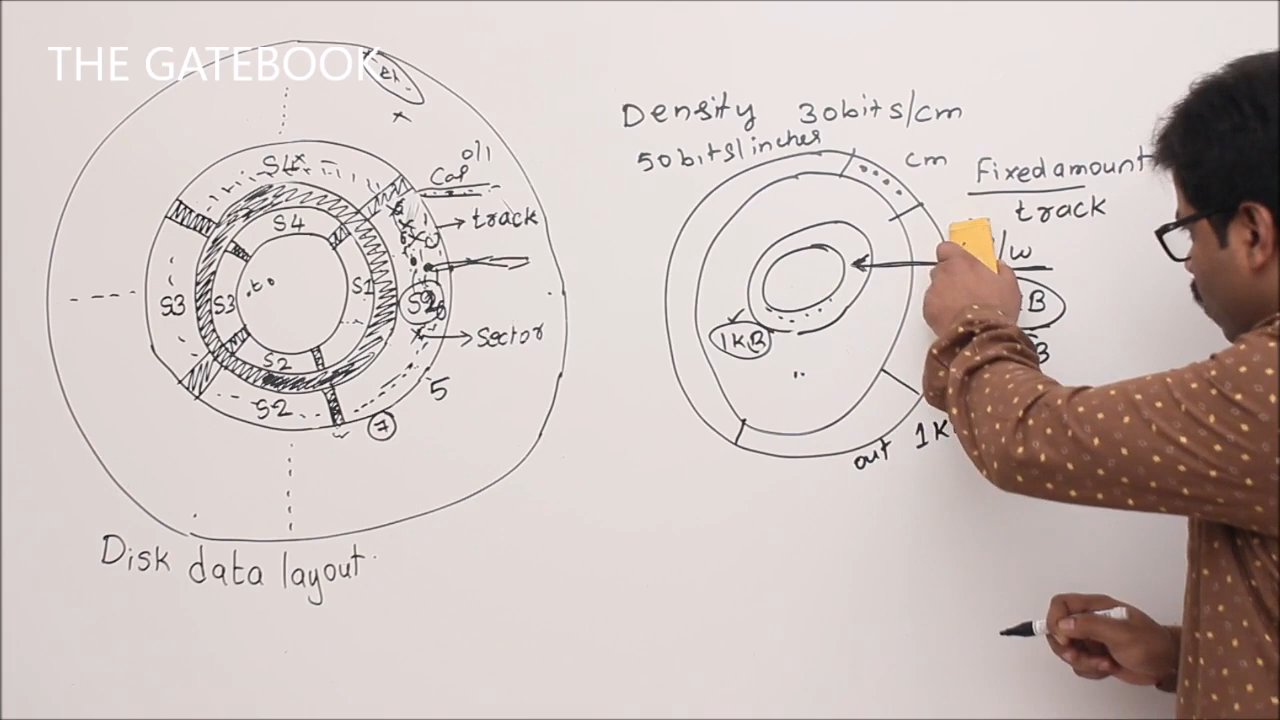 THE GATEBOOK
S4
S4
S3
S3
S1
S2
S2
011
track
sector
5
7
Disk data layout.
Density 30bits/cm
50bits/inches
cm
Fixed amount
track
/w
1KB
B
B
out 1K